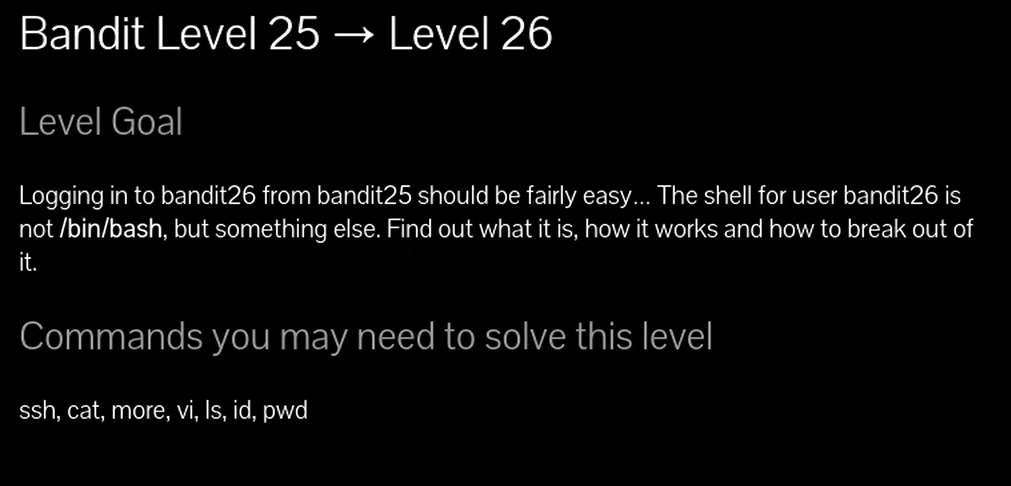 Bandit Level 25 → Level 26
Level Goal
Logging in to bandit26 from bandit25 should be fairly easy... The shell for user bandit26 is
not /bin/bash, but something else. Find out what it is, how it works and how to break out of
it.
Commands you may need to solve this level
ssh, cat, more, vi, ls, id, pwd